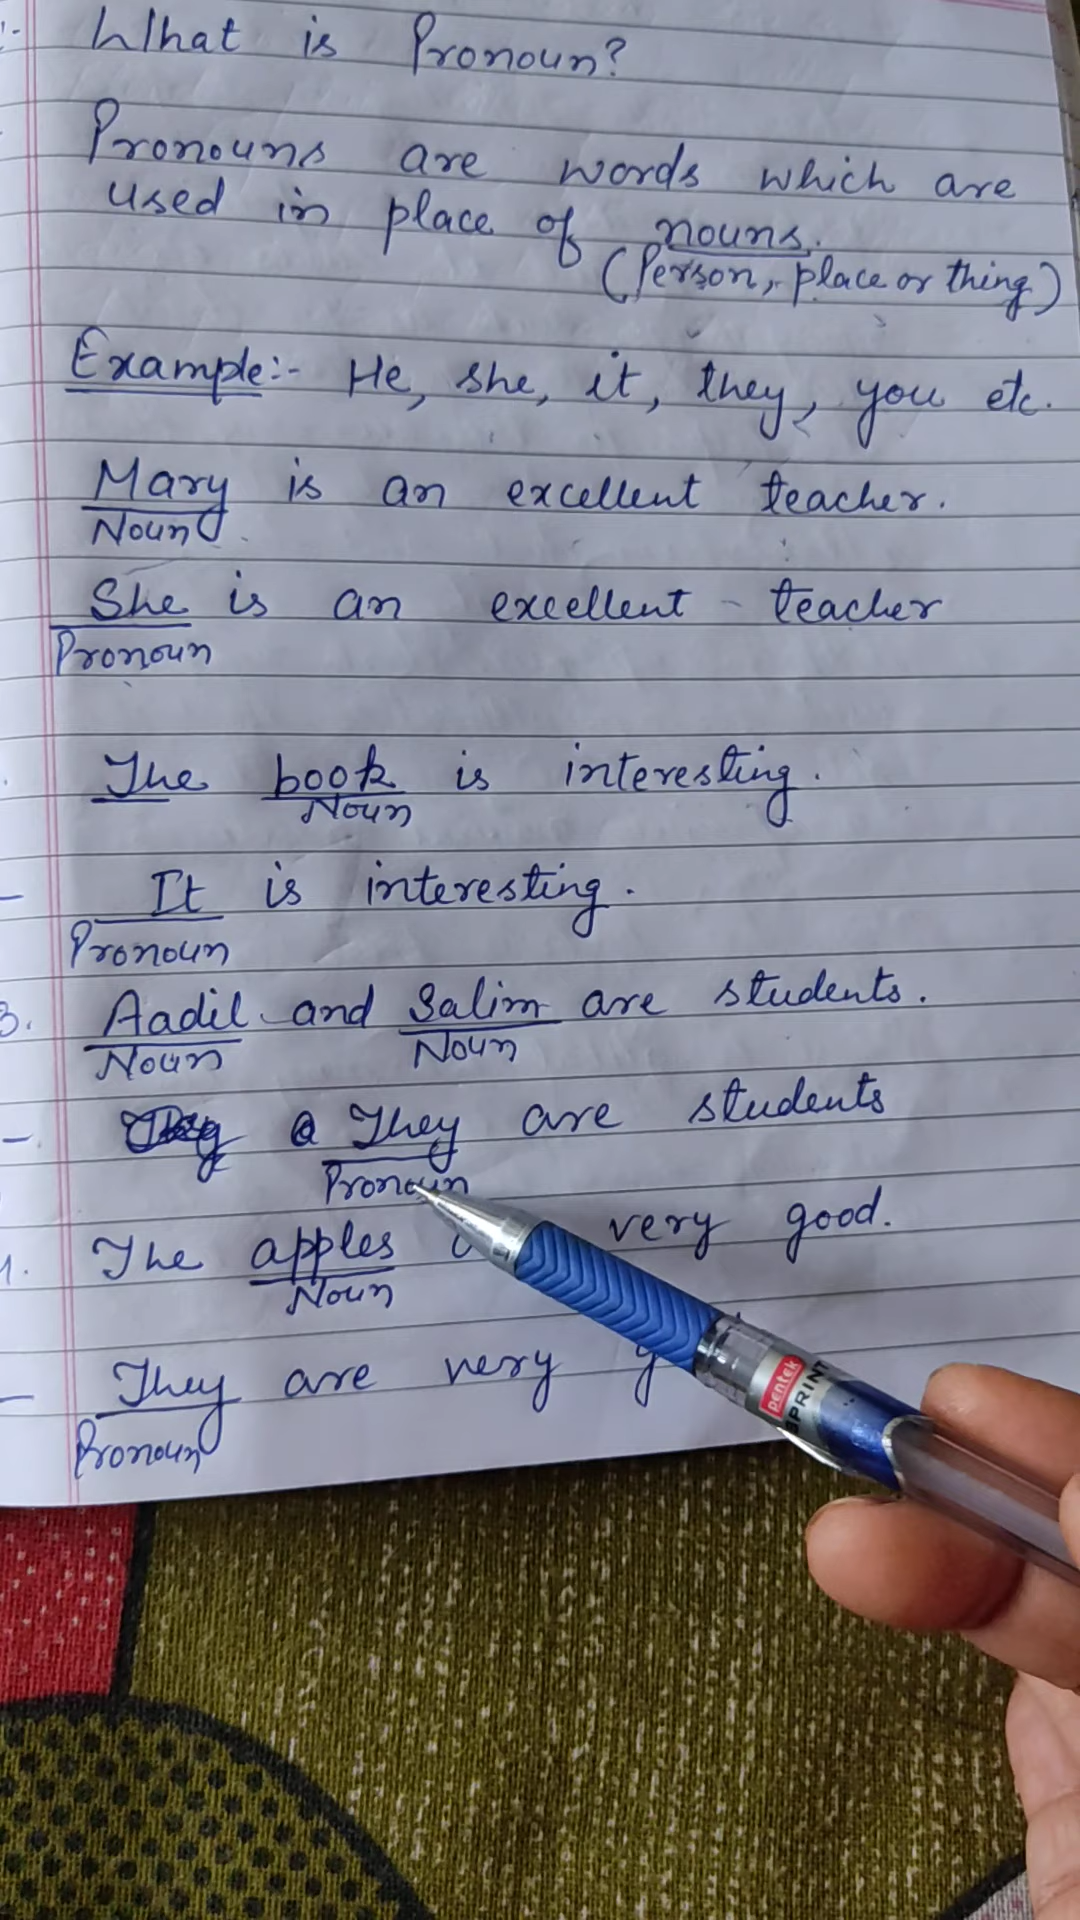 :- What is Pronoun?
Pronouns are words which are
used in place of nouns.
(Person, place or thing)
Example:- He, she, it, they, you etc.
Mary is an excellent teacher.
Noun
She is an excellent teacher
Pronoun
The book is interesting.
Noun
It is interesting.
Pronoun
3. Aadil and Salim are students.
Noun Noun
They are students
Pronoun
The apples very good.
Noun
They are very
Pronoun
pentek